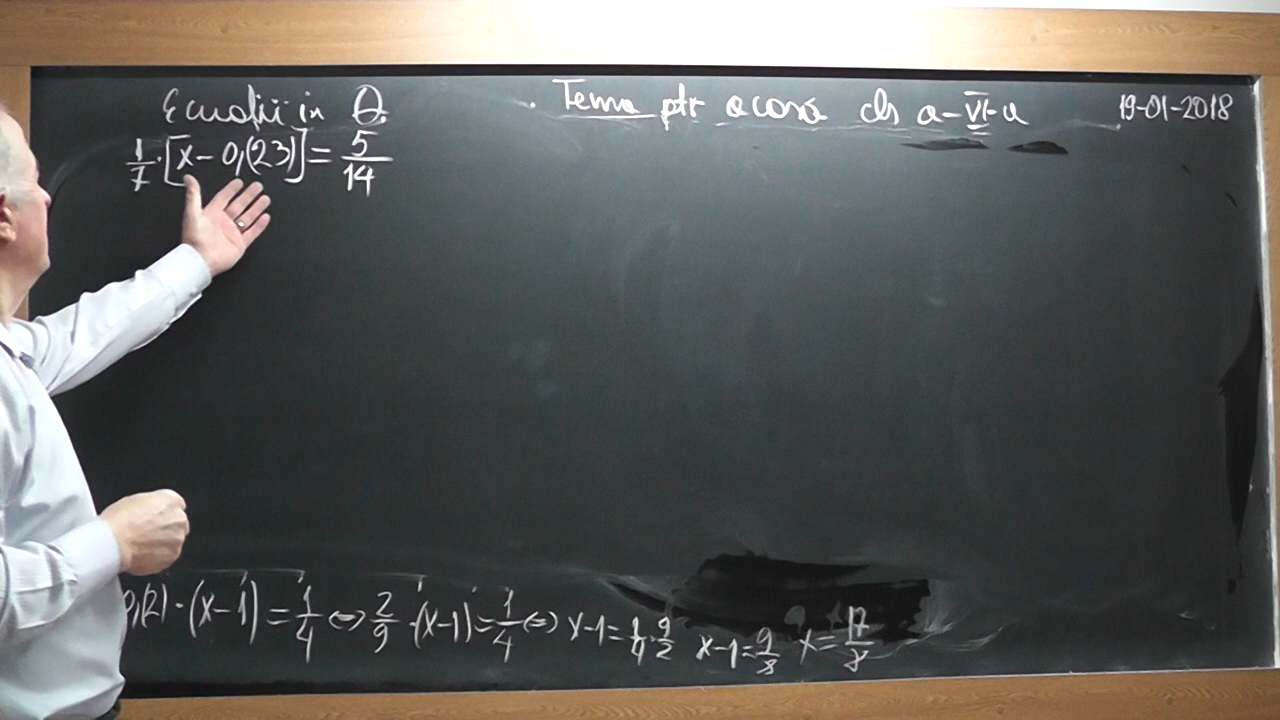 Ecuații in Q. Tema ptr acasă cls a-VI-a 19-01-2018
1/7·[x-0,(23)]=5/14
0,(2)·(x-1)=1/4 <=> 2/9·(x-1)=1/4 <=> x-1=1/4·9/2 x-1=9/8 x=17/8